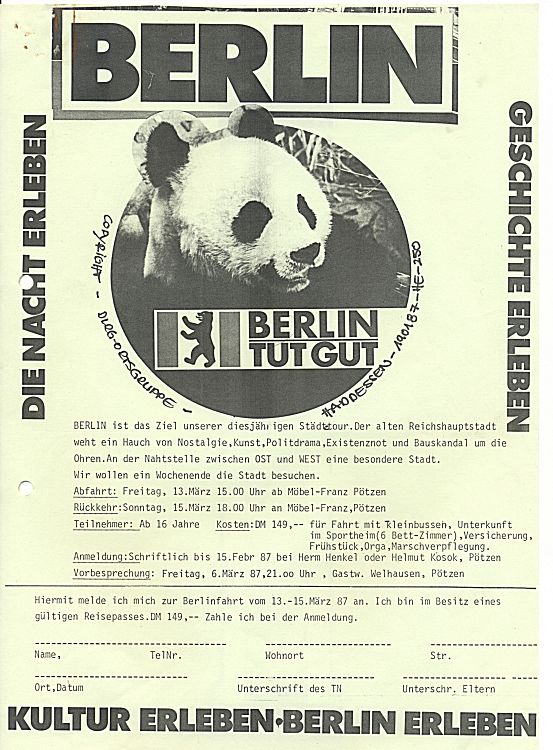 BERLIN
DIE NACHT ERLEBEN
GESCHICHTE ERLEBEN
COPYRIGHT - DLRG-ORTSGRUPPE - HADDESSEN-190187-HE-250
BERLIN
TUT GUT
BERLIN ist das Ziel unserer diesjährigen Städtetour.Der alten Reichshauptstadt
weht ein Hauch von Nostalgie,Kunst,Politdrama,Existenznot und Bauskandal um die
Ohren.An der Nahtstelle zwischen OST und WEST eine besondere Stadt.
Wir wollen ein Wochenende die Stadt besuchen.
Abfahrt: Freitag, 13.März 15.00 Uhr ab Möbel-Franz Pötzen
Rückkehr:Sonntag, 15.März 18.00 Uhr an Möbel-Franz,Pötzen
Teilnehmer: Ab 16 Jahre Kosten:DM 149,-- für Fahrt mit Kleinbussen, Unterkunft
im Sportheim(6 Bett-Zimmer),Versicherung,
Frühstück,Orga,Marschverpflegung.
Anmeldung:Schriftlich bis 15.Febr 87 bei Herrn Henkel oder Helmut Kosok, Pötzen
Vorbesprechung: Freitag, 6.März 87,21.oo Uhr , Gastw. Welhausen, Pötzen
Hiermit melde ich mich zur Berlinfahrt vom 13.-15.März 87 an. Ich bin im Besitz eines
gültigen Reisepasses.DM 149,-- Zahle ich bei der Anmeldung.
Name, TelNr. Wohnort Str.
Ort,Datum Unterschrift des TN Unterschr. Eltern
KULTUR ERLEBEN·BERLIN ERLEBEN